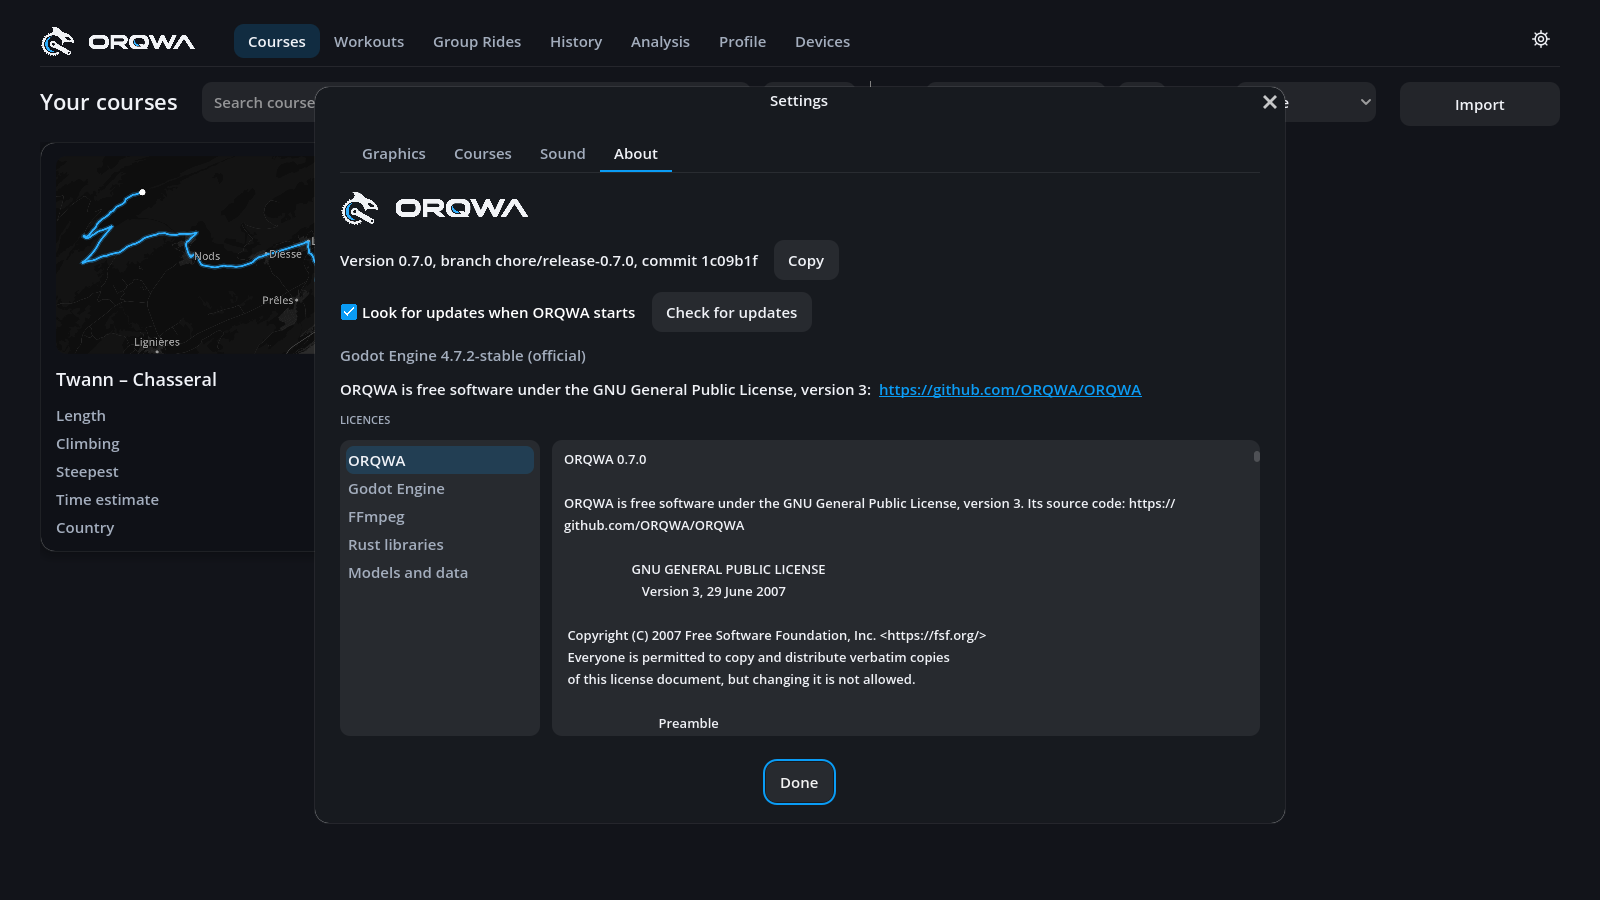 ORQWA
Courses
Workouts
Group Rides
History
Analysis
Profile
Devices
Your courses
Search course
Import
Settings
Graphics
Courses
Sound
About
ORQWA
Version 0.7.0, branch chore/release-0.7.0, commit 1c09b1f
Copy
Look for updates when ORQWA starts
Check for updates
Godot Engine 4.7.2-stable (official)
ORQWA is free software under the GNU General Public License, version 3: https://github.com/ORQWA/ORQWA
LICENCES
ORQWA
Godot Engine
FFmpeg
Rust libraries
Models and data
ORQWA 0.7.0
ORQWA is free software under the GNU General Public License, version 3. Its source code: https://
github.com/ORQWA/ORQWA
GNU GENERAL PUBLIC LICENSE
Version 3, 29 June 2007
Copyright (C) 2007 Free Software Foundation, Inc. <https://fsf.org/>
Everyone is permitted to copy and distribute verbatim copies
of this license document, but changing it is not allowed.
Preamble
Done
Nods
Diesse
Prêles
Lignières
Twann – Chasseral
Length
Climbing
Steepest
Time estimate
Country